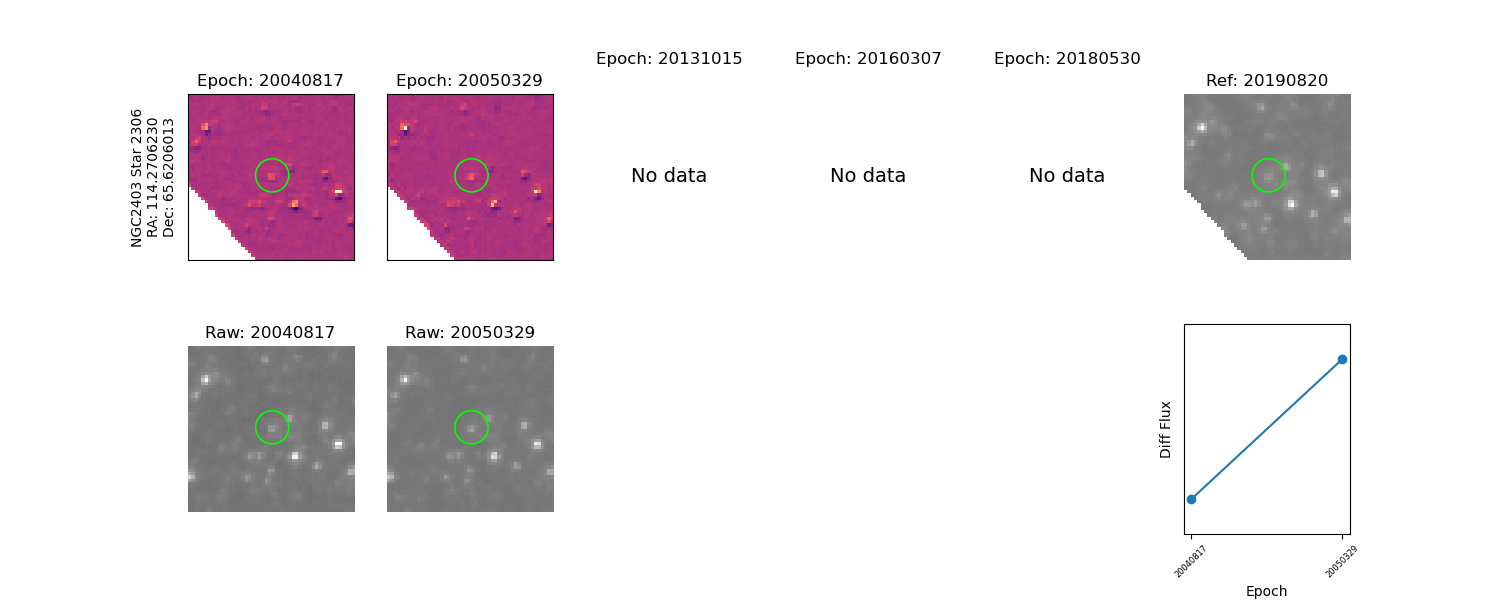 Epoch: 20040817
Epoch: 20050329
Epoch: 20131015
Epoch: 20160307
Epoch: 20180530
Ref: 20190820
NGC2403 Star 2306
RA: 114.2706230
Dec: 65.6206013
No data
No data
No data
Raw: 20040817
Raw: 20050329
Diff Flux
20040817
20050329
Epoch